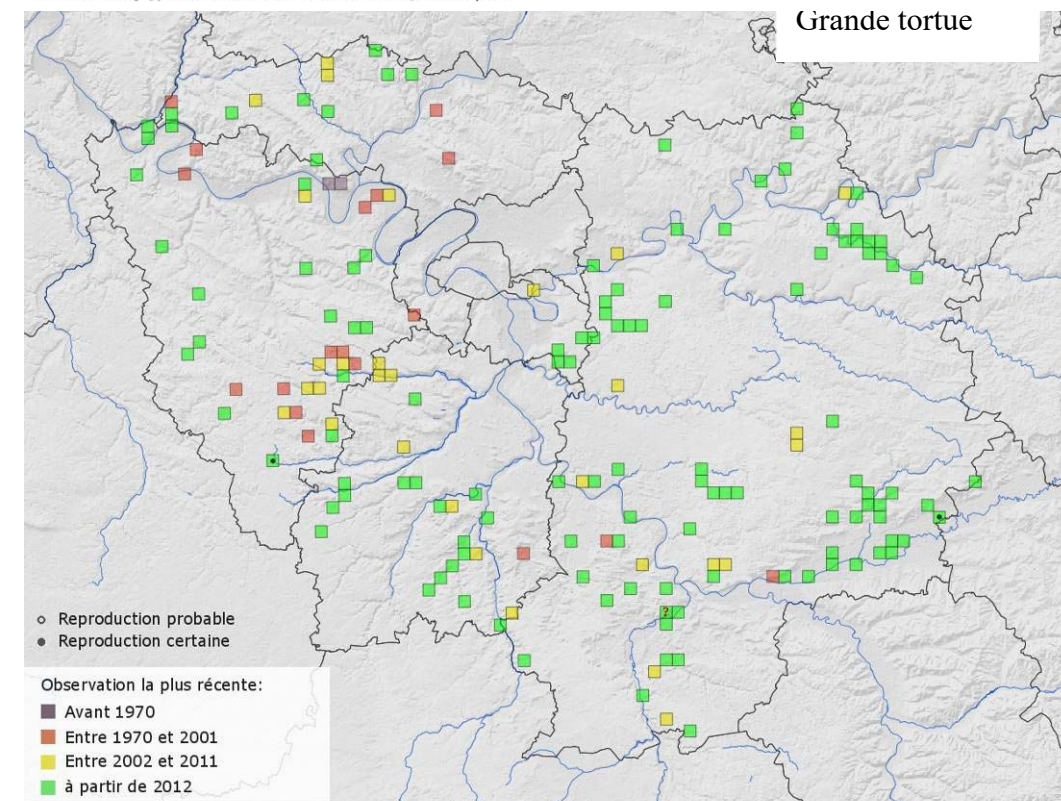 Grande tortue
?
○ Reproduction probable
● Reproduction certaine
Observation la plus récente:
Avant 1970
Entre 1970 et 2001
Entre 2002 et 2011
à partir de 2012